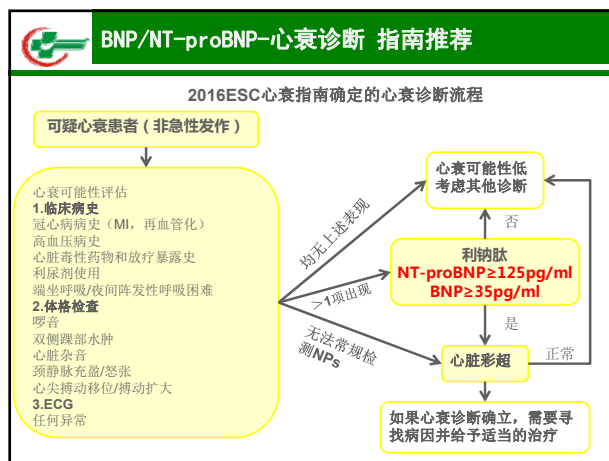 BNP/NT-proBNP-心衰诊断 指南推荐
2016ESC心衰指南确定的心衰诊断流程
可疑心衰患者（非急性发作）
心衰可能性评估
1.临床病史
冠心病病史（MI，再血管化）
高血压病史
心脏毒性药物和放疗暴露史
利尿剂使用
端坐呼吸/夜间阵发性呼吸困难
2.体格检查
啰音
双侧踝部水肿
心脏杂音
颈静脉充盈/怒张
心尖搏动移位/搏动扩大
3.ECG
任何异常
均无上述表现
>1项出现
无法常规检
测NPs
心衰可能性低
考虑其他诊断
否
利钠肽
NT-proBNP≥125pg/ml
BNP≥35pg/ml
是
心脏彩超
正常
如果心衰诊断确立，需要寻
找病因并给予适当的治疗